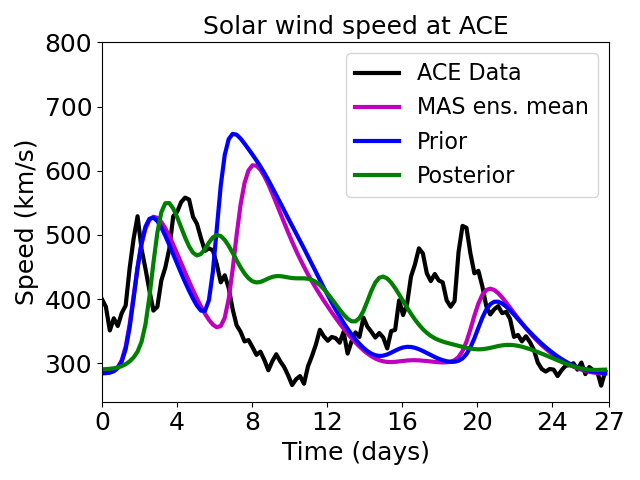 Solar wind speed at ACE
800
700
600
500
400
300
Speed (km/s)
ACE Data
MAS ens. mean
Prior
Posterior
0 4 8 12 16 20 24 27
Time (days)